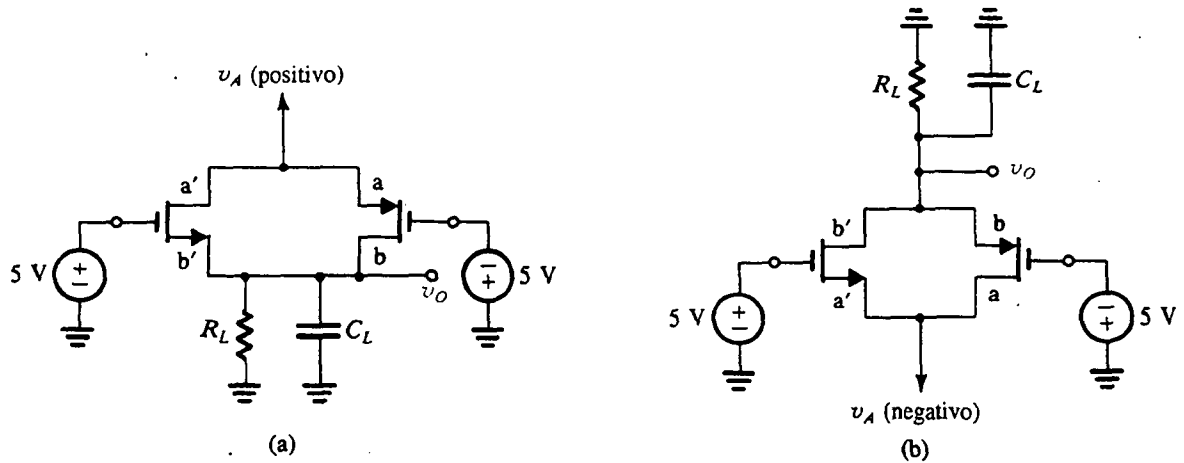 v_A (positivo)
a'
a
b'
b
5 V
+
−
−
+
5 V
v_O
R_L
C_L
(a)
R_L
C_L
v_O
b'
b
a'
a
5 V
+
−
−
+
5 V
v_A (negativo)
(b)